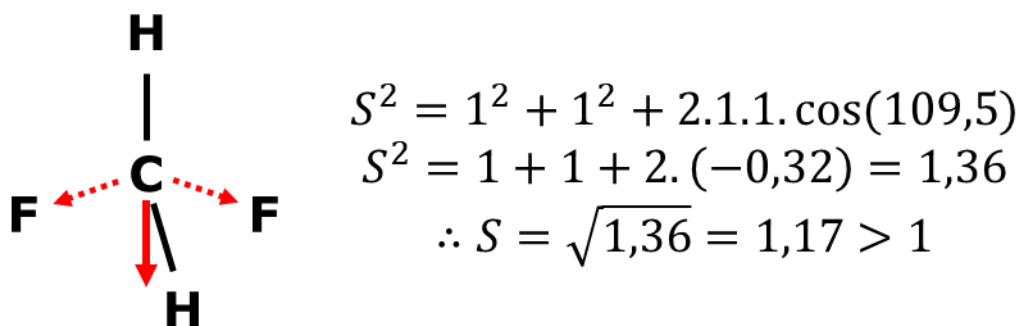 H
C
F
F
H
S² = 1² + 1² + 2.1.1.cos(109,5)
S² = 1 + 1 + 2.(−0,32) = 1,36
∴ S = √1,36 = 1,17 > 1